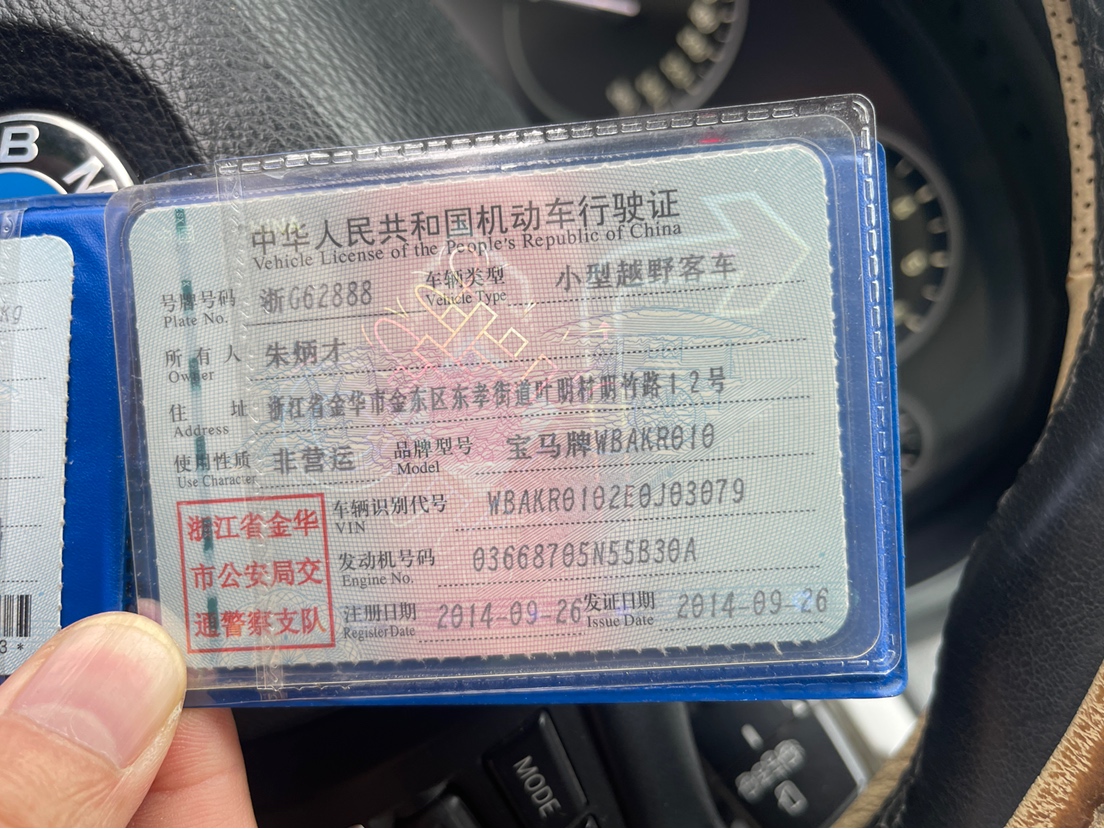 B M
中华人民共和国机动车行驶证
Vehicle License of the People's Republic of China
号牌号码 浙G62888 车辆类型 小型越野客车
Plate No. Vehicle Type
所有人 朱炳才
Owner
住址 浙江省金华市金东区东孝街道叶明村明竹路12号
Address
使用性质 非营运 品牌型号 宝马牌WBAKR010
Use Character Model
车辆识别代号 WBAKR0102E0J03079
VIN
发动机号码 03668705N55B30A
Engine No.
注册日期 2014-09-26 发证日期 2014-09-26
Register Date Issue Date
浙江省金华
市公安局交
通警察支队
kg
3*
MODE